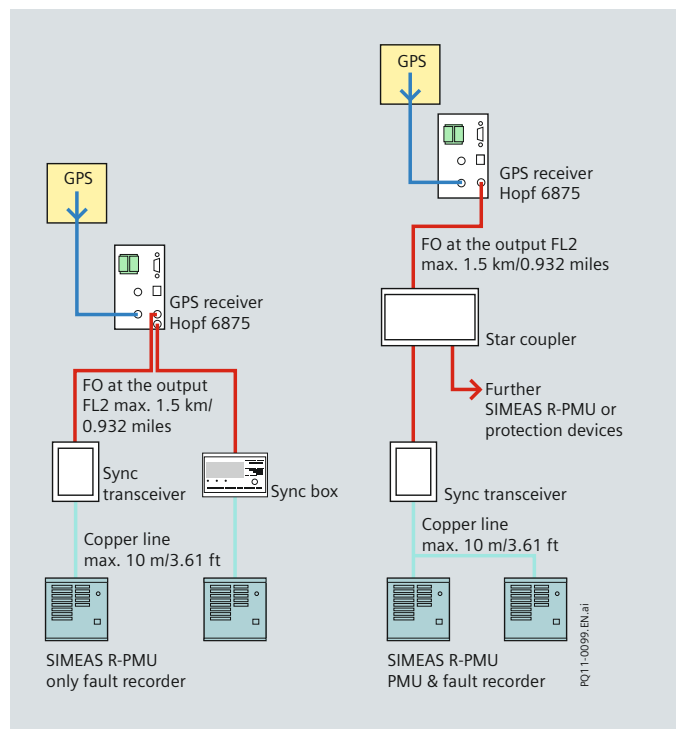 GPS
GPS receiver
Hopf 6875
FO at the output
FL2 max. 1.5 km/
0.932 miles
Sync
transceiver
Sync box
Copper line
max. 10 m/3.61 ft
SIMEAS R-PMU
only fault recorder
GPS
GPS receiver
Hopf 6875
FO at the output FL2
max. 1.5 km/0.932 miles
Star coupler
Further
SIMEAS R-PMU or
protection devices
Sync transceiver
Copper line
max. 10 m/3.61 ft
SIMEAS R-PMU
PMU & fault recorder
PQ11-0099.EN.ai